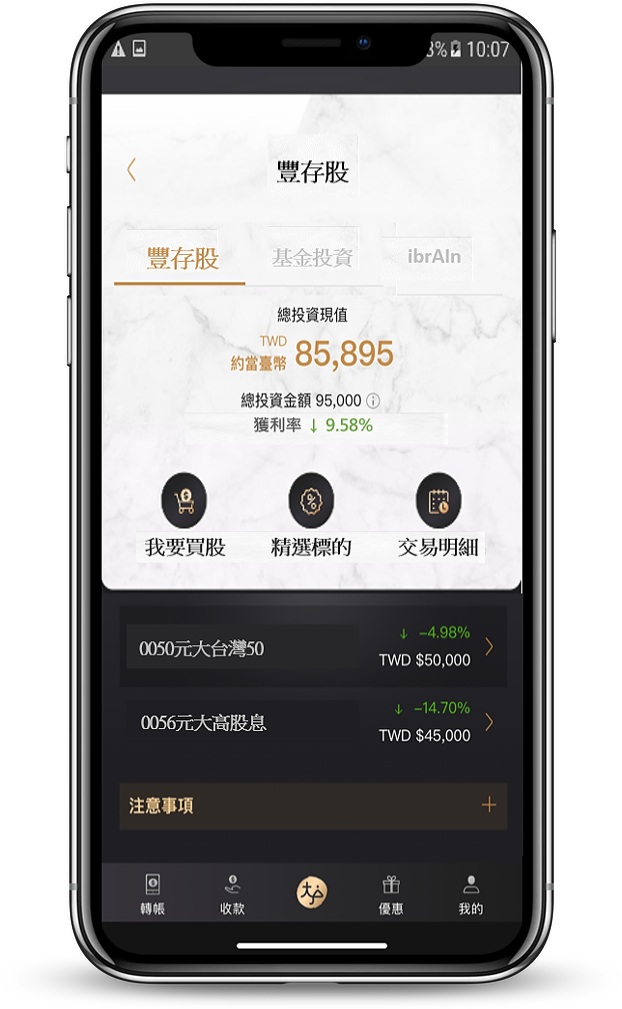 3% 10:07
豐存股
豐存股 基金投資 ibrAIn
總投資現值
TWD
約當臺幣 85,895
總投資金額 95,000
獲利率 ↓ 9.58%
我要買股 精選標的 交易明細
0050元大台灣50
↓ −4.98%
TWD $50,000
0056元大高股息
↓ −14.70%
TWD $45,000
注意事項 +
轉帳 收款 大戶 優惠 我的